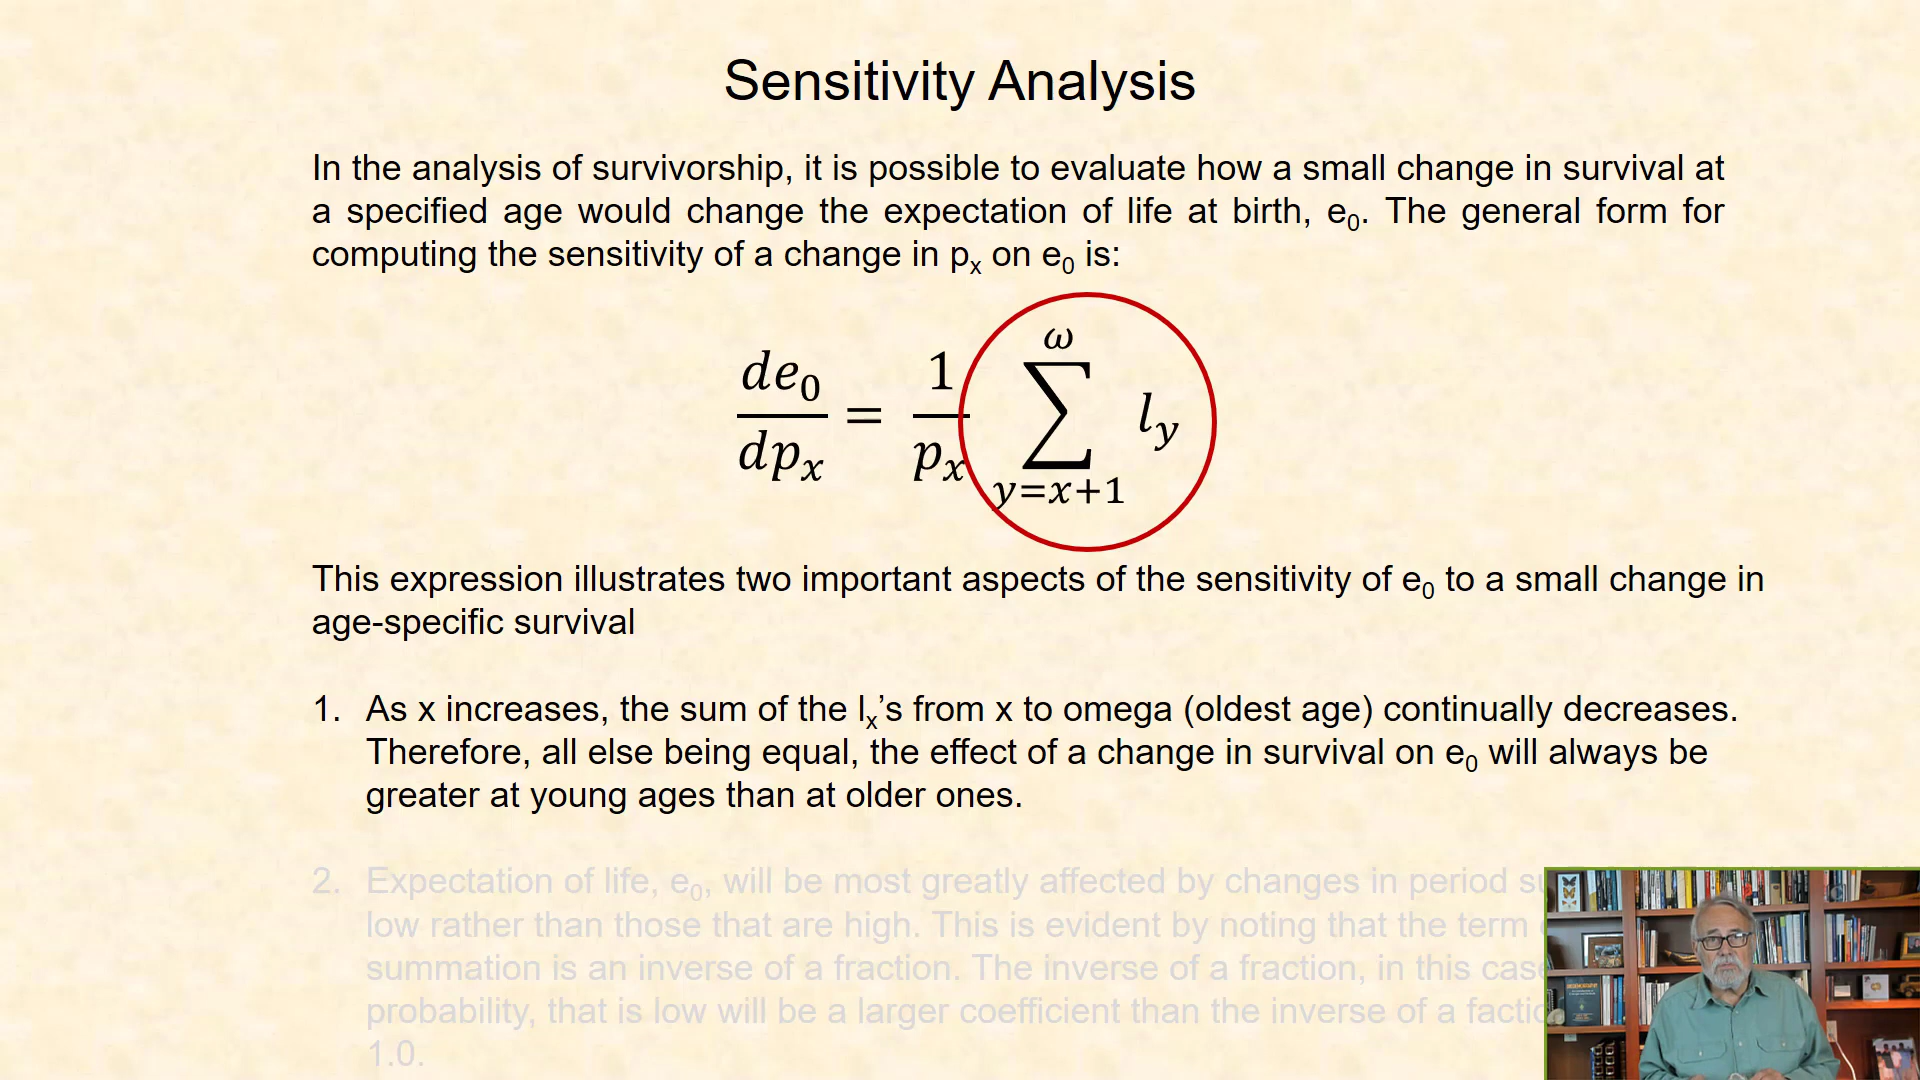 Sensitivity Analysis
In the analysis of survivorship, it is possible to evaluate how a small change in survival at
a specified age would change the expectation of life at birth, e₀. The general form for
computing the sensitivity of a change in pₓ on e₀ is:
de₀/dpₓ = 1/pₓ ∑_{y=x+1}^{ω} l_y
This expression illustrates two important aspects of the sensitivity of e₀ to a small change in
age-specific survival
1. As x increases, the sum of the lₓ’s from x to omega (oldest age) continually decreases.
Therefore, all else being equal, the effect of a change in survival on e₀ will always be
greater at young ages than at older ones.
2. Expectation of life, e₀, will be most greatly affected by changes in period
low rather than those that are high. This is evident by noting that the term
summation is an inverse of a fraction. The inverse of a fraction, in this
probability, that is low will be a larger coefficient than the inverse of a
1.0.